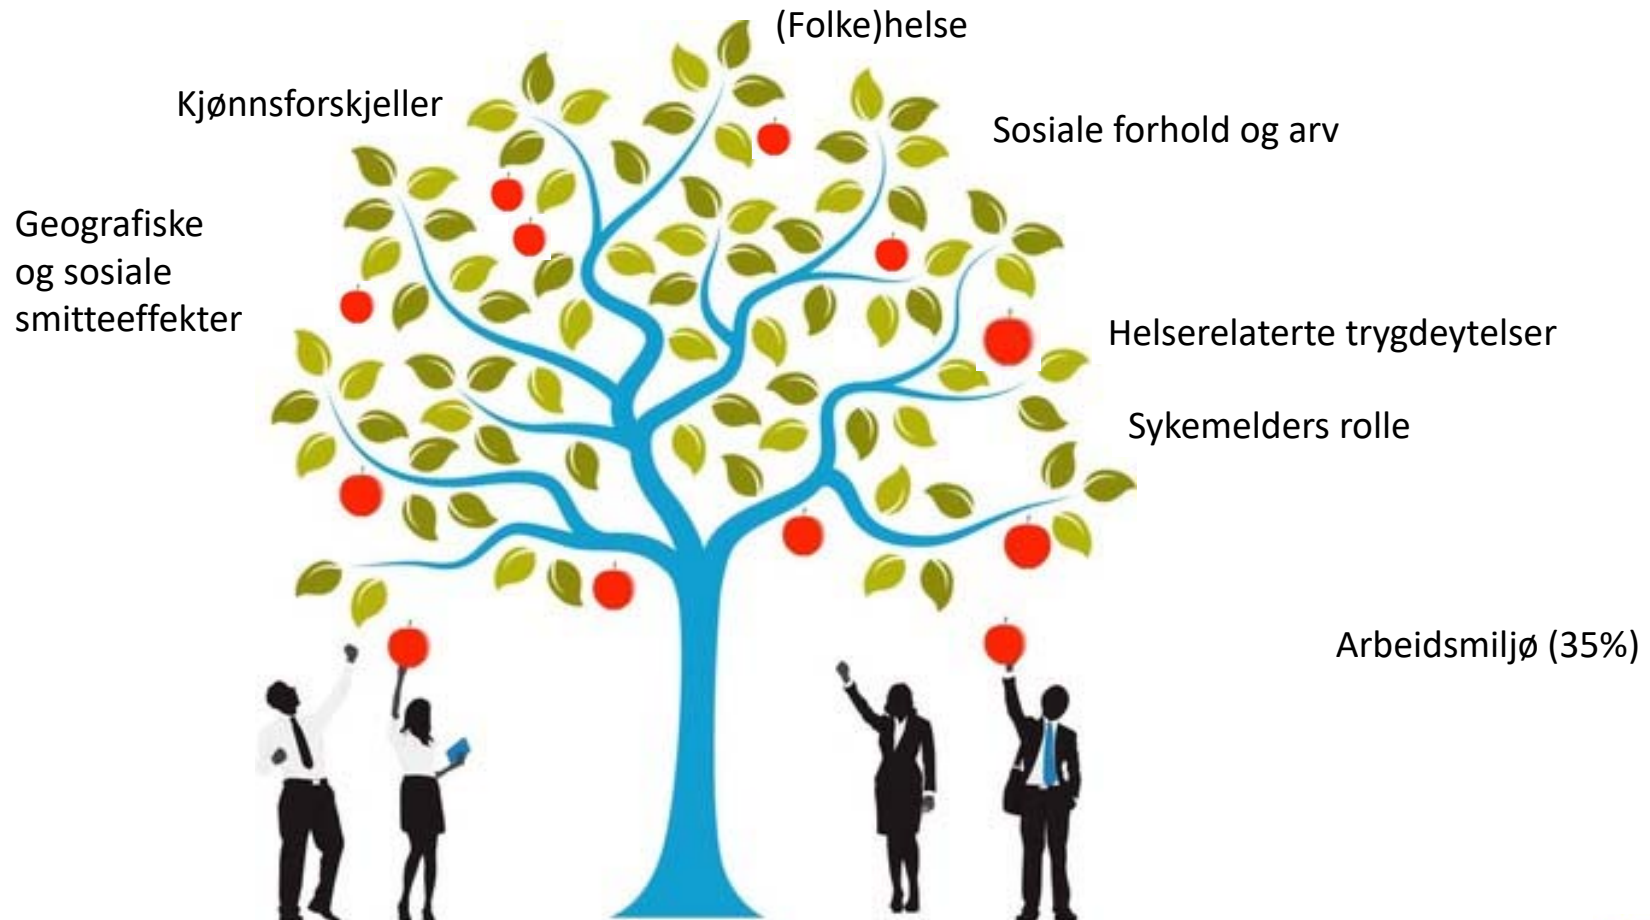 (Folke)helse
Kjønnsforskjeller
Sosiale forhold og arv
Geografiske
og sosiale
smitteeffekter
Helserelaterte trygdeytelser
Sykemelders rolle
Arbeidsmiljø (35%)